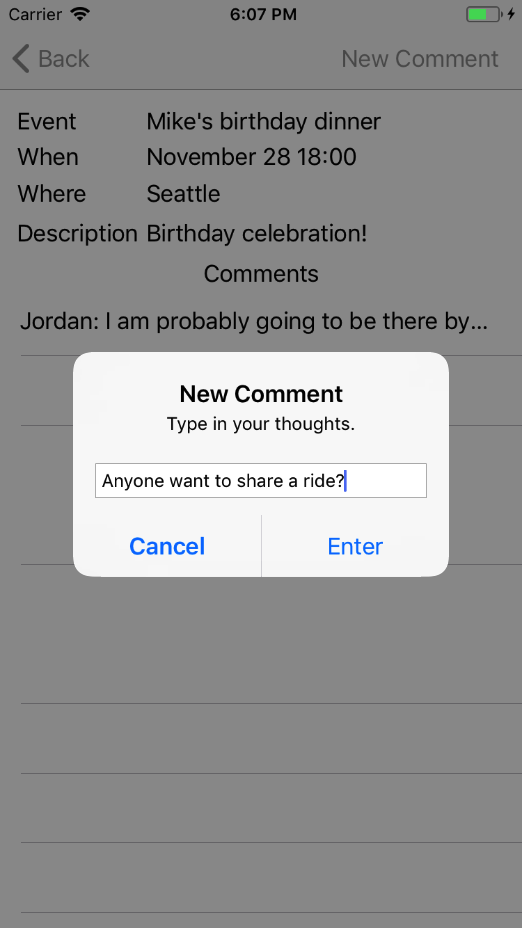 Carrier 6:07 PM
Back New Comment
Event Mike's birthday dinner
When November 28 18:00
Where Seattle
Description Birthday celebration!
Comments
Jordan: I am probably going to be there by...
New Comment
Type in your thoughts.
Anyone want to share a ride?
Cancel Enter